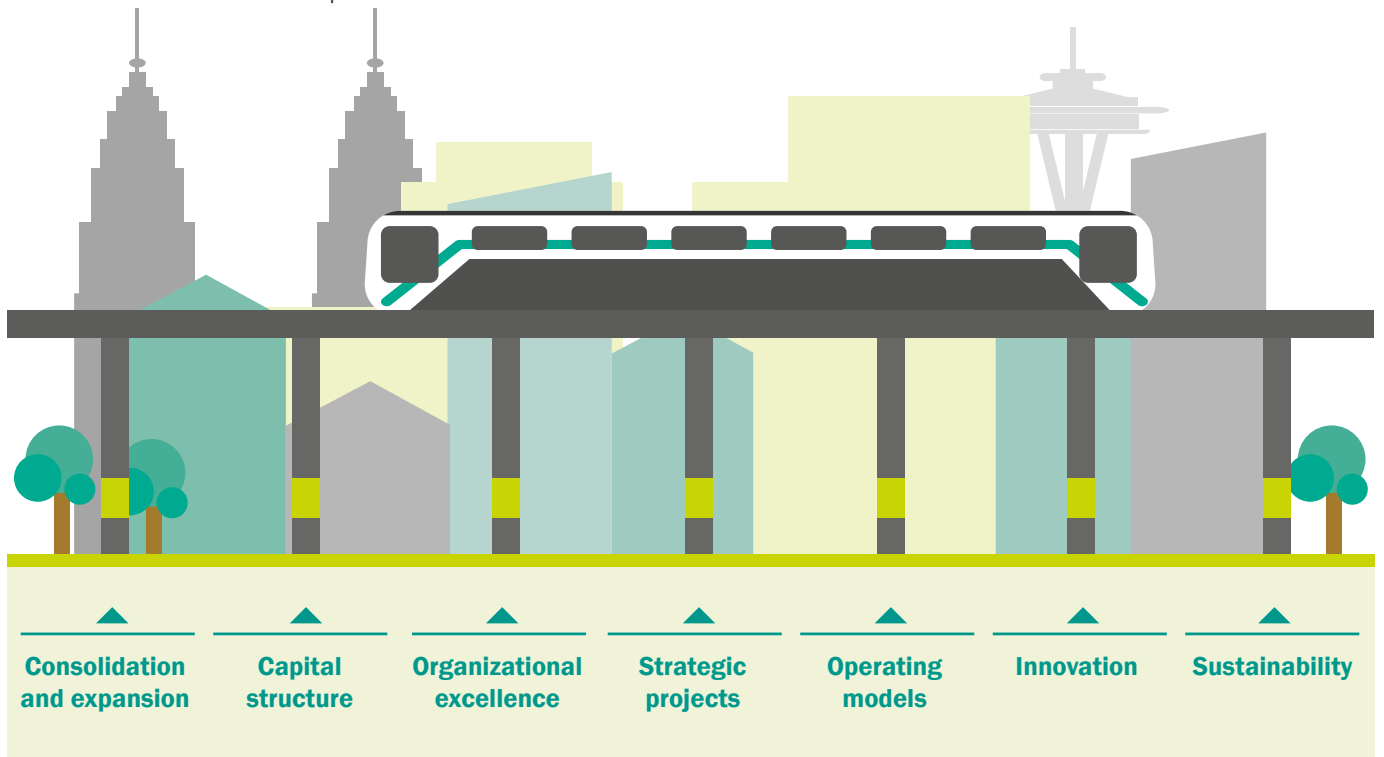 Consolidation
and expansion
Capital
structure
Organizational
excellence
Strategic
projects
Operating
models
Innovation
Sustainability